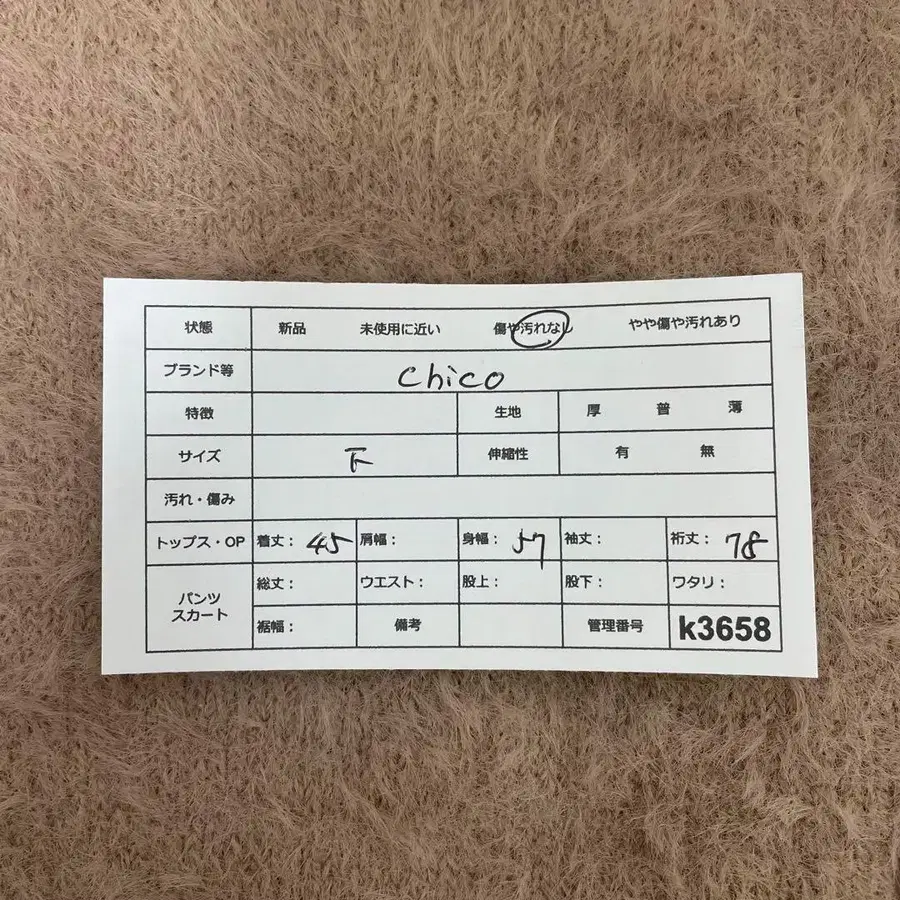 状態 新品 未使用に近い 傷や汚れなし やや傷や汚れあり
ブランド等 chico
特徴 生地 厚 普 薄
サイズ 伸縮性 有 無
汚れ・傷み
トップス・OP 着丈: 45 肩幅: 身幅: 57 袖丈: 裄丈: 78
パンツ スカート 総丈: ウエスト: 股上: 股下: ワタリ:
裾幅: 備考 管理番号 k3658